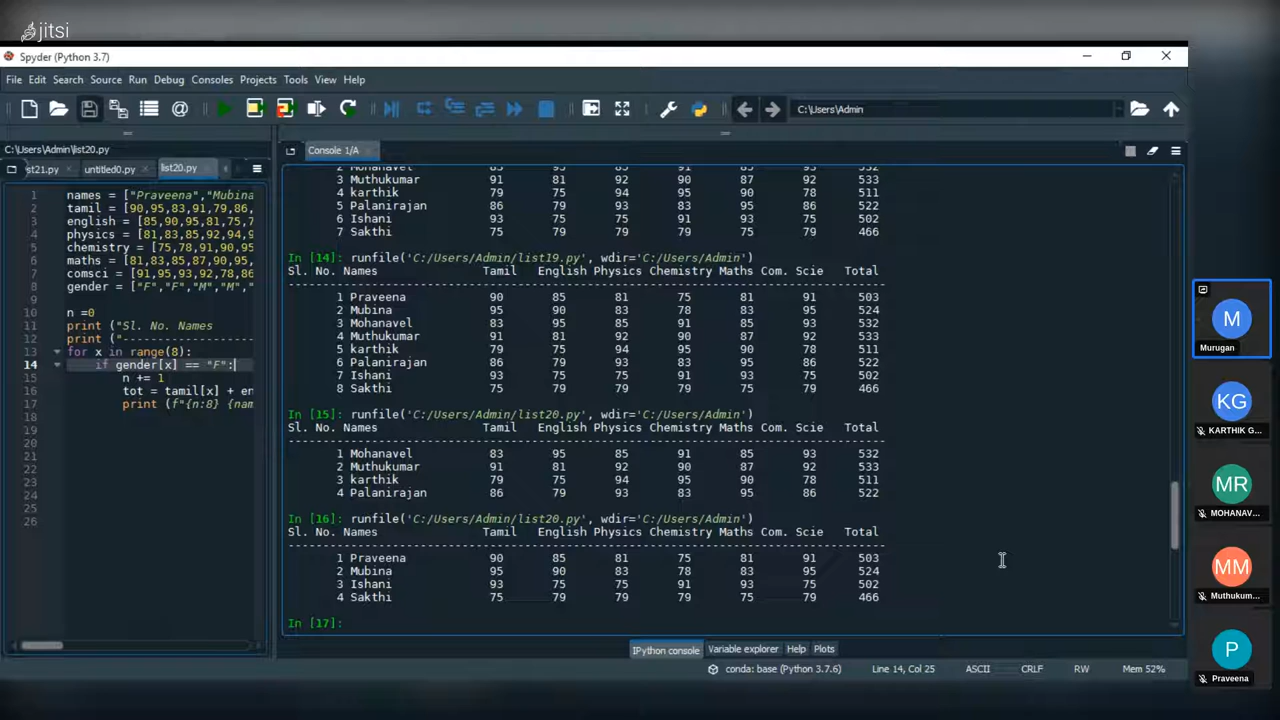 jitsi
Spyder (Python 3.7)
File Edit Search Source Run Debug Consoles Projects Tools View Help
C:\Users\Admin
C:\Users\Admin\list20.py
st21.py untitled0.py list20.py
Console 1/A
1 names = ["Praveena","Mubina
2 tamil = [90,95,83,91,79,86,
3 english = [85,90,95,81,75,7
4 physics = [81,83,85,92,94,9
5 chemistry = [75,78,91,90,95
6 maths = [81,83,85,87,90,95,
7 comsci = [91,95,93,92,78,86
8 gender = ["F","F","M","M","
9
10 n =0
11 print ("Sl. No. Names
12 print ("-----------------------
13 for x in range(8):
14 if gender[x] == "F":
15 n += 1
16 tot = tamil[x] + en
17 print (f"{n:8} {nam
18
19
20
21
22
23
24
25
26
2 Mohanavel 83 95 85 91 85 93 532
3 Muthukumar 91 81 92 90 87 92 533
4 karthik 79 75 94 95 90 78 511
5 Palanirajan 86 79 93 83 95 86 522
6 Ishani 93 75 75 91 93 75 502
7 Sakthi 75 79 79 79 75 79 466
In [14]: runfile('C:/Users/Admin/list19.py', wdir='C:/Users/Admin')
Sl. No. Names Tamil English Physics Chemistry Maths Com. Scie Total
--------------------------------------------------------------------------------------------
1 Praveena 90 85 81 75 81 91 503
2 Mubina 95 90 83 78 83 95 524
3 Mohanavel 83 95 85 91 85 93 532
4 Muthukumar 91 81 92 90 87 92 533
5 karthik 79 75 94 95 90 78 511
6 Palanirajan 86 79 93 83 95 86 522
7 Ishani 93 75 75 91 93 75 502
8 Sakthi 75 79 79 79 75 79 466
In [15]: runfile('C:/Users/Admin/list20.py', wdir='C:/Users/Admin')
Sl. No. Names Tamil English Physics Chemistry Maths Com. Scie Total
--------------------------------------------------------------------------------------------
1 Mohanavel 83 95 85 91 85 93 532
2 Muthukumar 91 81 92 90 87 92 533
3 karthik 79 75 94 95 90 78 511
4 Palanirajan 86 79 93 83 95 86 522
In [16]: runfile('C:/Users/Admin/list20.py', wdir='C:/Users/Admin')
Sl. No. Names Tamil English Physics Chemistry Maths Com. Scie Total
--------------------------------------------------------------------------------------------
1 Praveena 90 85 81 75 81 91 503
2 Mubina 95 90 83 78 83 95 524
3 Ishani 93 75 75 91 93 75 502
4 Sakthi 75 79 79 79 75 79 466
In [17]:
IPython console Variable explorer Help Plots
conda: base (Python 3.7.6) Line 14, Col 25 ASCII CRLF RW Mem 52%
M
Murugan
KG
KARTHIK G...
MR
MOHANAV...
MM
Muthukum...
P
Praveena